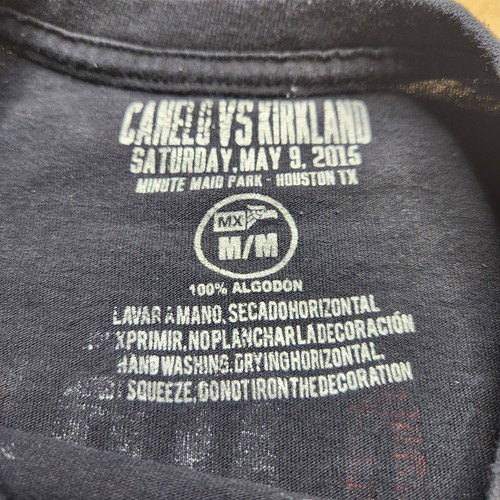 CANELO VS KIRKLAND
SATURDAY, MAY 9, 2015
MINUTE MAID PARK - HOUSTON TX
MX
M/M
100% ALGODON
LAVAR A MANO, SECADO HORIZONTAL
XPRIMIR, NO PLANCHAR LA DECORACIÓN
HAND WASHING, DRYING HORIZONTAL,
SQUEEZE, DO NOT IRON THE DECORATION